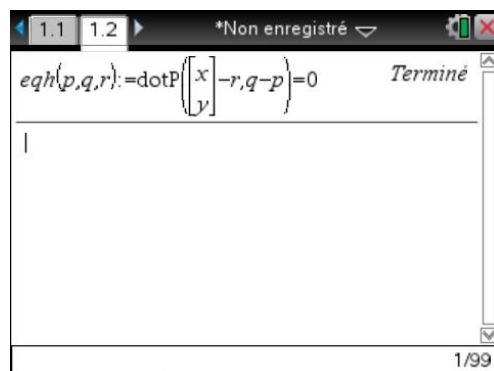 1.1 1.2 *Non enregistré
eqh(p,q,r):=dotP([x y]-r,q-p)=0 Terminé
1/99